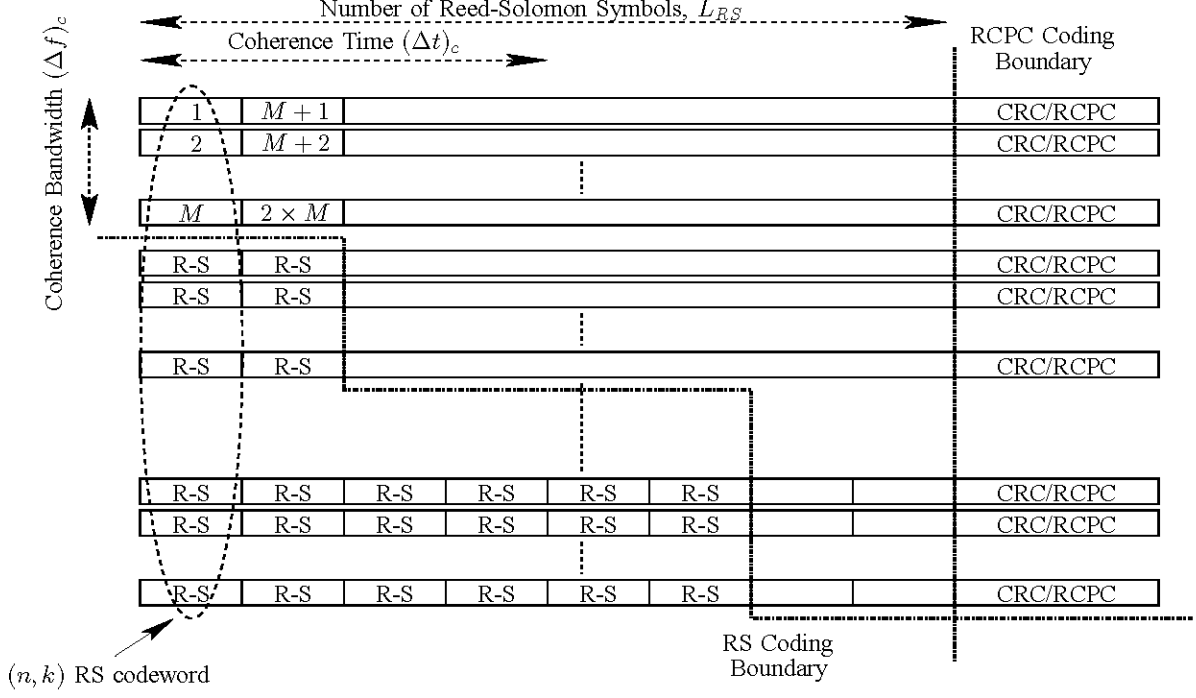 Number of Reed-Solomon Symbols, L_{RS}
Coherence Time (Δt)_c
RCPC Coding
Boundary
Coherence Bandwidth (Δf)_c
1 M + 1 CRC/RCPC
2 M + 2 CRC/RCPC
M 2 × M CRC/RCPC
R-S R-S CRC/RCPC
R-S R-S CRC/RCPC
R-S R-S CRC/RCPC
R-S R-S R-S R-S R-S R-S CRC/RCPC
R-S R-S R-S R-S R-S R-S CRC/RCPC
R-S R-S R-S R-S R-S R-S CRC/RCPC
RS Coding
Boundary
(n, k) RS codeword